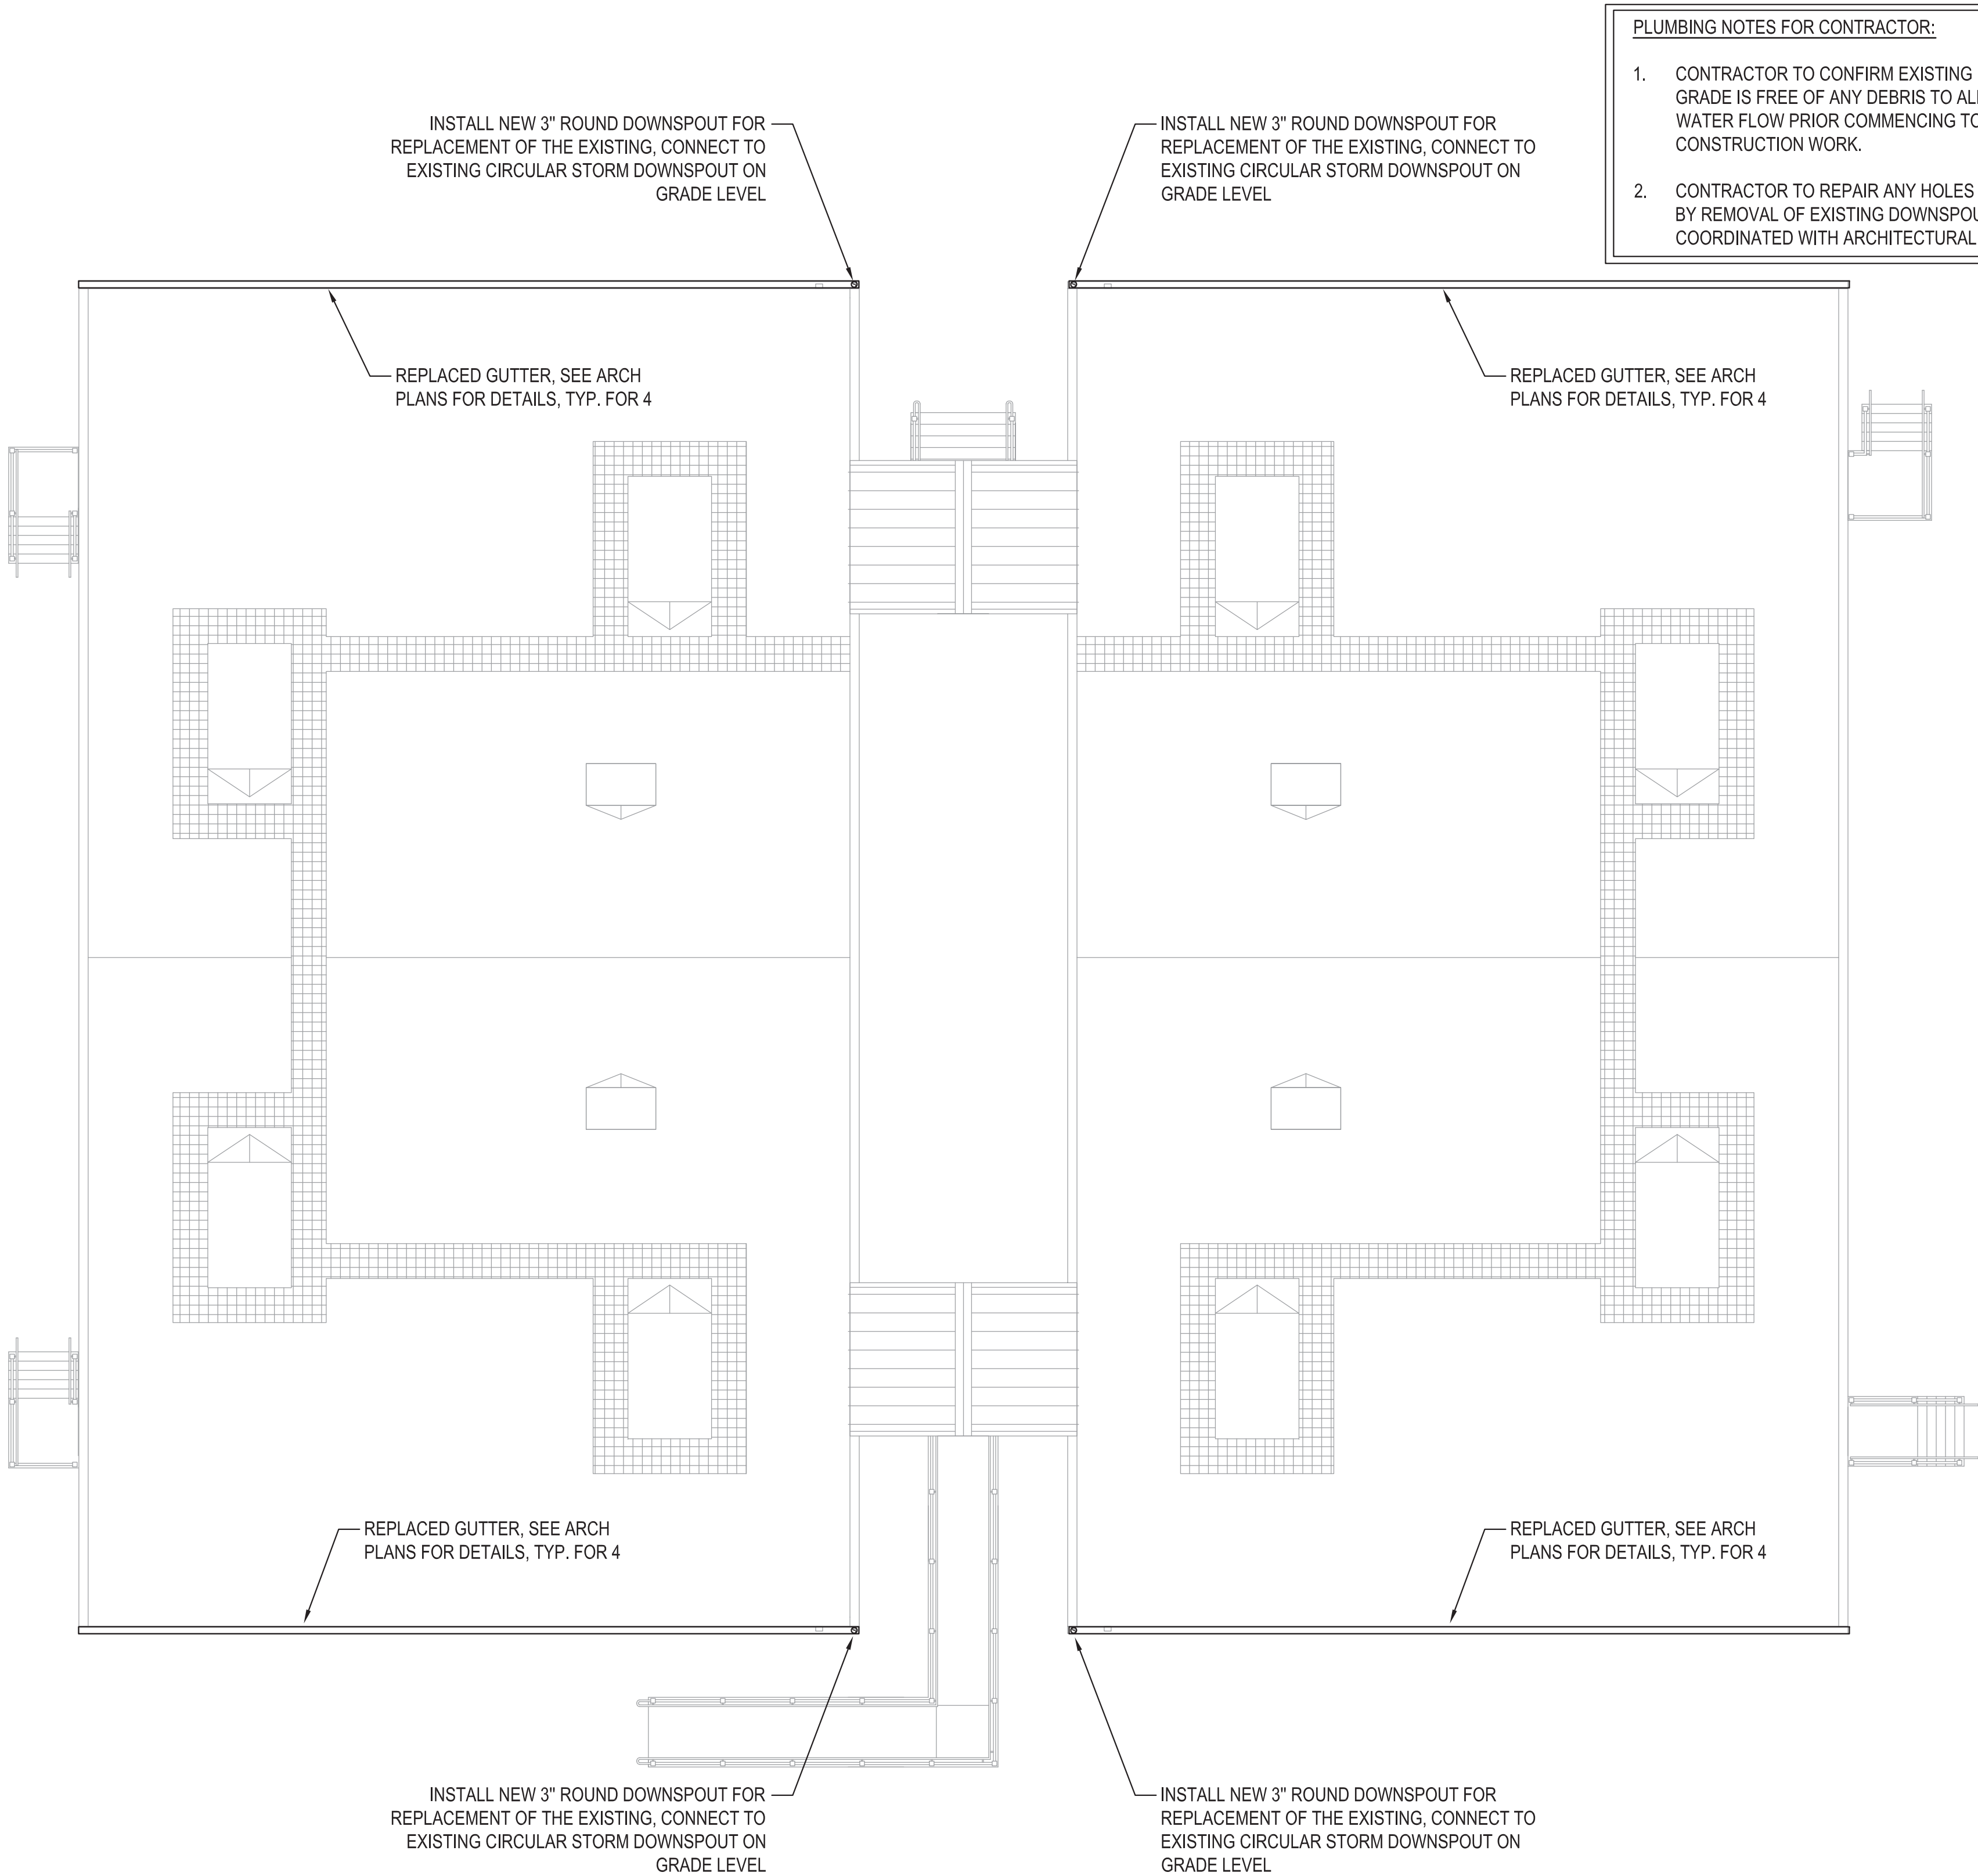 PLUMBING NOTES FOR CONTRACTOR:
1. CONTRACTOR TO CONFIRM EXISTING
GRADE IS FREE OF ANY DEBRIS TO
WATER FLOW PRIOR COMMENCING TO
CONSTRUCTION WORK.
2. CONTRACTOR TO REPAIR ANY HOLES
BY REMOVAL OF EXISTING
COORDINATED WITH ARCHITECTURAL
INSTALL NEW 3" ROUND DOWNSPOUT FOR
REPLACEMENT OF THE EXISTING, CONNECT TO
EXISTING CIRCULAR STORM DOWNSPOUT ON
GRADE LEVEL
INSTALL NEW 3" ROUND DOWNSPOUT FOR
REPLACEMENT OF THE EXISTING, CONNECT TO
EXISTING CIRCULAR STORM DOWNSPOUT ON
GRADE LEVEL
REPLACED GUTTER, SEE ARCH
PLANS FOR DETAILS, TYP. FOR 4
REPLACED GUTTER, SEE ARCH
PLANS FOR DETAILS, TYP. FOR 4
REPLACED GUTTER, SEE ARCH
PLANS FOR DETAILS, TYP. FOR 4
REPLACED GUTTER, SEE ARCH
PLANS FOR DETAILS, TYP. FOR 4
INSTALL NEW 3" ROUND DOWNSPOUT FOR
REPLACEMENT OF THE EXISTING, CONNECT TO
EXISTING CIRCULAR STORM DOWNSPOUT ON
GRADE LEVEL
INSTALL NEW 3" ROUND DOWNSPOUT FOR
REPLACEMENT OF THE EXISTING, CONNECT TO
EXISTING CIRCULAR STORM DOWNSPOUT ON
GRADE LEVEL